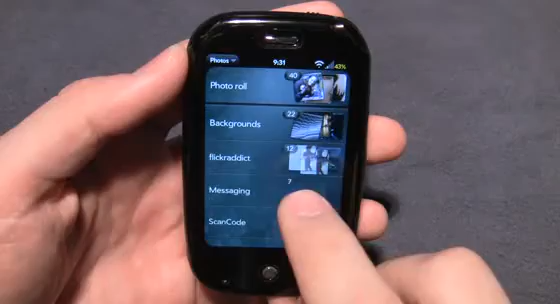 Photos 9:31 43%
Photo roll 40
Backgrounds 22
flickraddict 12
Messaging 7
ScanCode